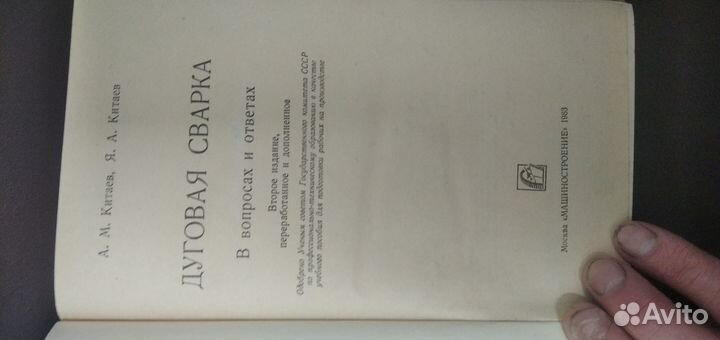 А. М. Китаев, Я. А. Китаев
ДУГОВАЯ СВАРКА
В вопросах и ответах
Второе издание,
переработанное и дополненное
Одобрено Ученым советом Государственного комитета СССР
по профессионально-техническому образованию в качестве
учебного пособия для подготовки рабочих на производстве
Москва «МАШИНОСТРОЕНИЕ» 1983
Avito